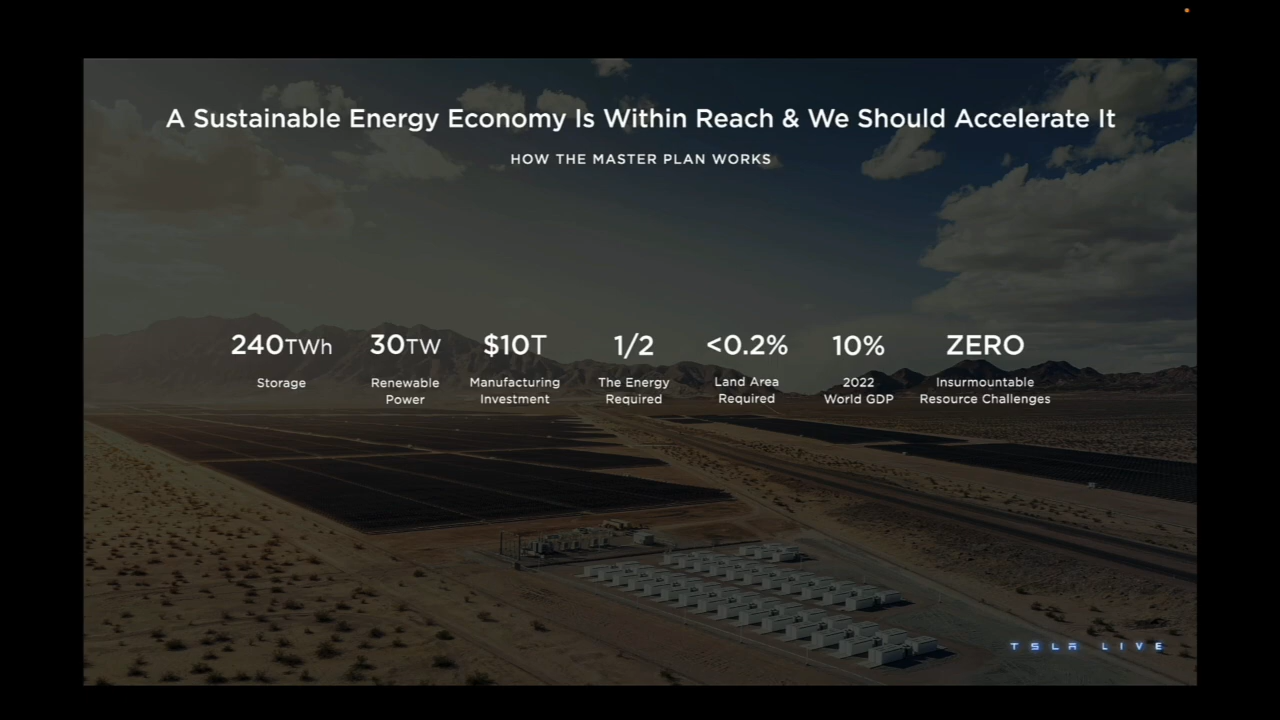 A Sustainable Energy Economy Is Within Reach & We Should Accelerate It
HOW THE MASTER PLAN WORKS
240TWh
Storage
30TW
Renewable
Power
$10T
Manufacturing
Investment
1/2
The Energy
Required
<0.2%
Land Area
Required
10%
2022
World GDP
ZERO
Insurmountable
Resource Challenges
TSLA LIVE